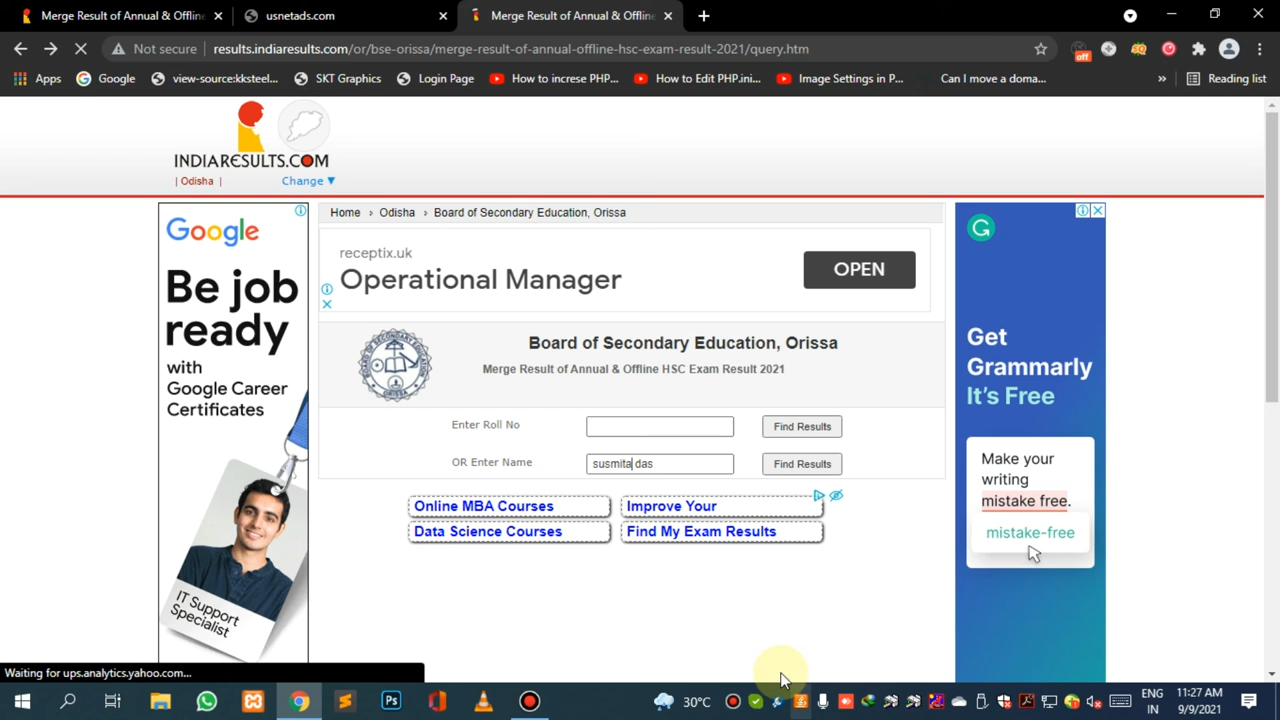 Merge Result of Annual & Offline
usnetads.com
Merge Result of Annual & Offline
Not secure
results.indiaresults.com/or/bse-orissa/merge-result-of-annual-offline-hsc-exam-result-2021/query.htm
off
Apps
Google
view-source:kksteel...
SKT Graphics
Login Page
How to increse PHP...
How to Edit PHP.ini...
Image Settings in P...
Can I move a doma...
»
Reading list
INDIARESULTS.COM
| Odisha |
Change ▼
Home › Odisha › Board of Secondary Education, Orissa
Google
Be job
ready
with
Google Career
Certificates
IT Support
Specialist
receptix.uk
Operational Manager
OPEN
Board of Secondary Education, Orissa
Merge Result of Annual & Offline HSC Exam Result 2021
Enter Roll No
Find Results
OR Enter Name
susmita das
Find Results
Online MBA Courses
Improve Your
Data Science Courses
Find My Exam Results
Get
Grammarly
It's Free
Make your
writing
mistake free.
mistake-free
Waiting for ups.analytics.yahoo.com...
30°C
ENG
IN
11:27 AM
9/9/2021